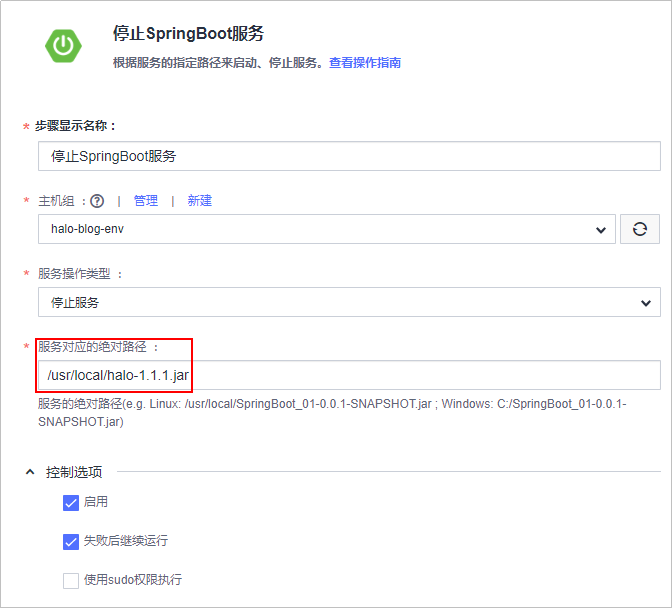 停止SpringBoot服务
根据服务的指定路径来启动、停止服务。查看操作指南
* 步骤显示名称：
停止SpringBoot服务
* 主机组 ：? | 管理 | 新建
halo-blog-env
* 服务操作类型 ：
停止服务
* 服务对应的绝对路径 ：
/usr/local/halo-1.1.1.jar
服务的绝对路径(e.g. Linux: /usr/local/SpringBoot_01-0.0.1-SNAPSHOT.jar ; Windows: C:/SpringBoot_01-0.0.1-
SNAPSHOT.jar)
控制选项
启用
失败后继续运行
使用sudo权限执行